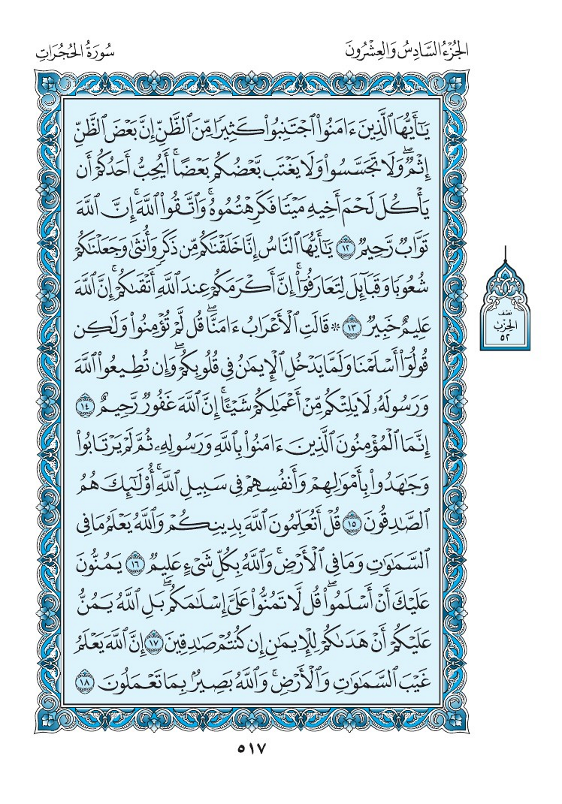 الجُزْءُ السَّادِسُ وَالعِشْرُونَ
سُورَةُ الحُجُرَاتِ
يَٰٓأَيُّهَا ٱلَّذِينَ ءَامَنُواْ ٱجۡتَنِبُواْ كَثِيرٗا مِّنَ ٱلظَّنِّ إِنَّ بَعۡضَ ٱلظَّنِّ
إِثۡمٞۖ وَلَا تَجَسَّسُواْ وَلَا يَغۡتَب بَّعۡضُكُم بَعۡضًاۚ أَيُحِبُّ أَحَدُكُمۡ أَن
يَأۡكُلَ لَحۡمَ أَخِيهِ مَيۡتٗا فَكَرِهۡتُمُوهُۚ وَٱتَّقُواْ ٱللَّهَۚ إِنَّ ٱللَّهَ
تَوَّابٞ رَّحِيمٞ ١٢ يَٰٓأَيُّهَا ٱلنَّاسُ إِنَّا خَلَقۡنَٰكُم مِّن ذَكَرٖ وَأُنثَىٰ وَجَعَلۡنَٰكُمۡ
شُعُوبٗا وَقَبَآئِلَ لِتَعَارَفُوٓاْۚ إِنَّ أَكۡرَمَكُمۡ عِندَ ٱللَّهِ أَتۡقَىٰكُمۡۚ إِنَّ ٱللَّهَ
عَلِيمٌ خَبِيرٞ ١٣ ۞ قَالَتِ ٱلۡأَعۡرَابُ ءَامَنَّاۖ قُل لَّمۡ تُؤۡمِنُواْ وَلَٰكِن
قُولُوٓاْ أَسۡلَمۡنَا وَلَمَّا يَدۡخُلِ ٱلۡإِيمَٰنُ فِي قُلُوبِكُمۡۖ وَإِن تُطِيعُواْ ٱللَّهَ
وَرَسُولَهُۥ لَا يَلِتۡكُم مِّنۡ أَعۡمَٰلِكُمۡ شَيۡـًٔاۚ إِنَّ ٱللَّهَ غَفُورٞ رَّحِيمٌ ١٤
إِنَّمَا ٱلۡمُؤۡمِنُونَ ٱلَّذِينَ ءَامَنُواْ بِٱللَّهِ وَرَسُولِهِۦ ثُمَّ لَمۡ يَرۡتَابُواْ
وَجَٰهَدُواْ بِأَمۡوَٰلِهِمۡ وَأَنفُسِهِمۡ فِي سَبِيلِ ٱللَّهِۚ أُوْلَٰٓئِكَ هُمُ
ٱلصَّٰدِقُونَ ١٥ قُلۡ أَتُعَلِّمُونَ ٱللَّهَ بِدِينِكُمۡ وَٱللَّهُ يَعۡلَمُ مَا فِي
ٱلسَّمَٰوَٰتِ وَمَا فِي ٱلۡأَرۡضِۚ وَٱللَّهُ بِكُلِّ شَيۡءٍ عَلِيمٞ ١٦ يَمُنُّونَ
عَلَيۡكَ أَنۡ أَسۡلَمُواْۖ قُل لَّا تَمُنُّواْ عَلَيَّ إِسۡلَٰمَكُمۖ بَلِ ٱللَّهُ يَمُنُّ
عَلَيۡكُمۡ أَنۡ هَدَىٰكُمۡ لِلۡإِيمَٰنِ إِن كُنتُمۡ صَٰدِقِينَ ١٧ إِنَّ ٱللَّهَ يَعۡلَمُ
غَيۡبَ ٱلسَّمَٰوَٰتِ وَٱلۡأَرۡضِۚ وَٱللَّهُ بَصِيرُۢ بِمَا تَعۡمَلُونَ ١٨
نصف
الحزب
٥٢
٥١٧